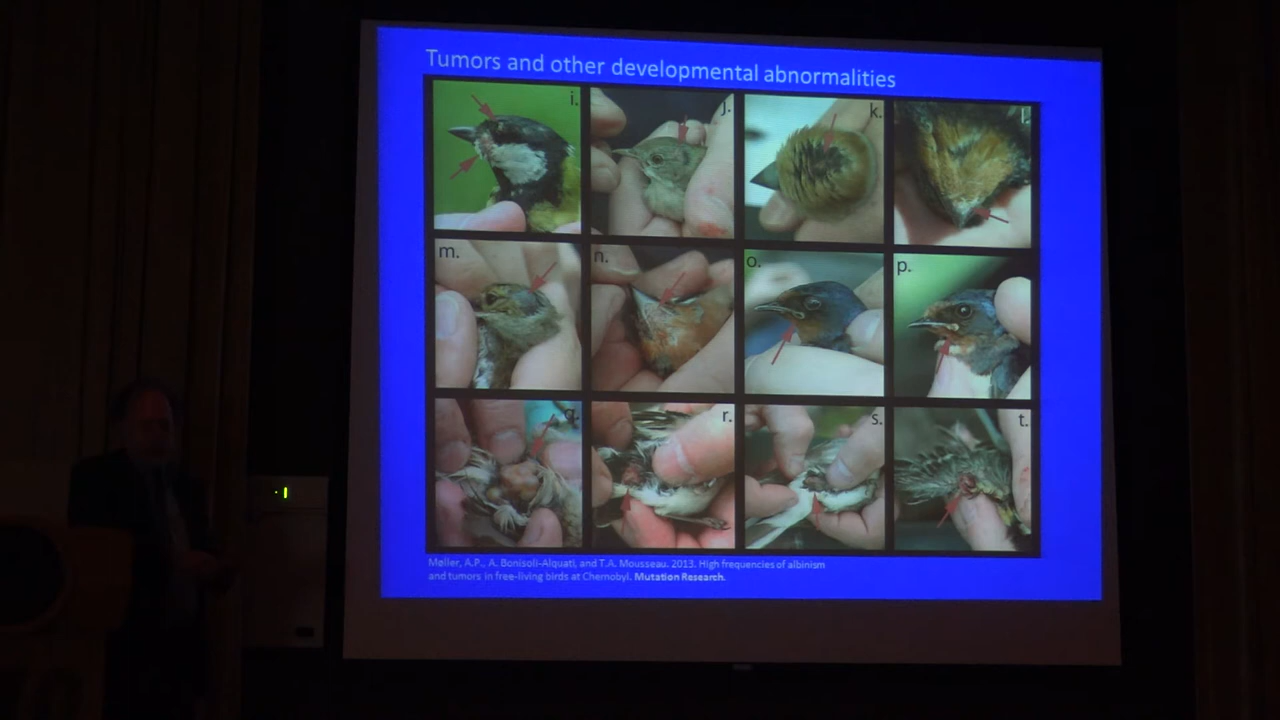 Tumors and other developmental abnormalities
i.
j.
k.
l.
m.
n.
o.
p.
q.
r.
s.
t.
Møller, A.P., A. Bonisoli-Alquati, and T.A. Mousseau. 2013. High frequencies of albinism
and tumors in free-living birds at Chernobyl. Mutation Research.